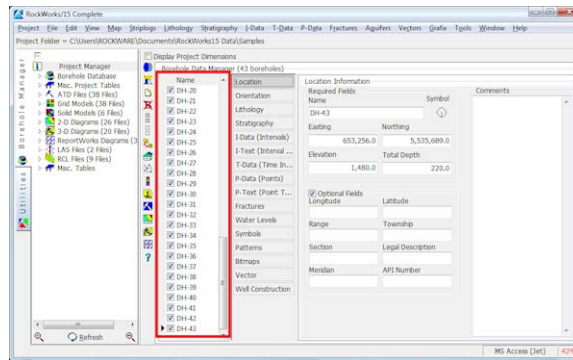 RockWorks/15 Complete
Project File Edit View Map Striplogs Lithology Stratigraphy I-Data T-Data P-Data Fractures Aquifers Vectors Grafix Tools Window Help
Project Folder = C:\Users\ROCKWARE\Documents\RockWorks15 Data\Samples
Display Project Dimensions
Borehole Manager
Utilities
Project Manager
Borehole Database
Misc. Project Tables
ATD Files (38 Files)
Grid Models (38 Files)
Solid Models (6 Files)
2-D Diagrams (26 Files)
3-D Diagrams (20 Files)
ReportWorks Diagrams (3
LAS Files (2 Files)
RCL Files (9 Files)
Misc. Tables
Refresh
Borehole Data Manager (43 boreholes)
Name
DH-20
DH-21
DH-22
DH-23
DH-24
DH-25
DH-26
DH-27
DH-28
DH-29
DH-30
DH-31
DH-32
DH-33
DH-34
DH-35
DH-36
DH-37
DH-38
DH-39
DH-40
DH-41
DH-42
DH-43
Location
Orientation
Lithology
Stratigraphy
I-Data (Intervals)
I-Text (Interval ...
T-Data (Time In...
P-Data (Points)
P-Text (Point T...
Fractures
Water Levels
Symbols
Patterns
Bitmaps
Vector
Well Construction
Location Information
Required Fields
Name Symbol
DH-43
Easting Northing
653,256.0 5,535,689.0
Elevation Total Depth
1,480.0 220.0
Optional Fields
Longitude Latitude
Range Township
Section Legal Description
Meridian API Number
Comments
MS Access (Jet) 42%